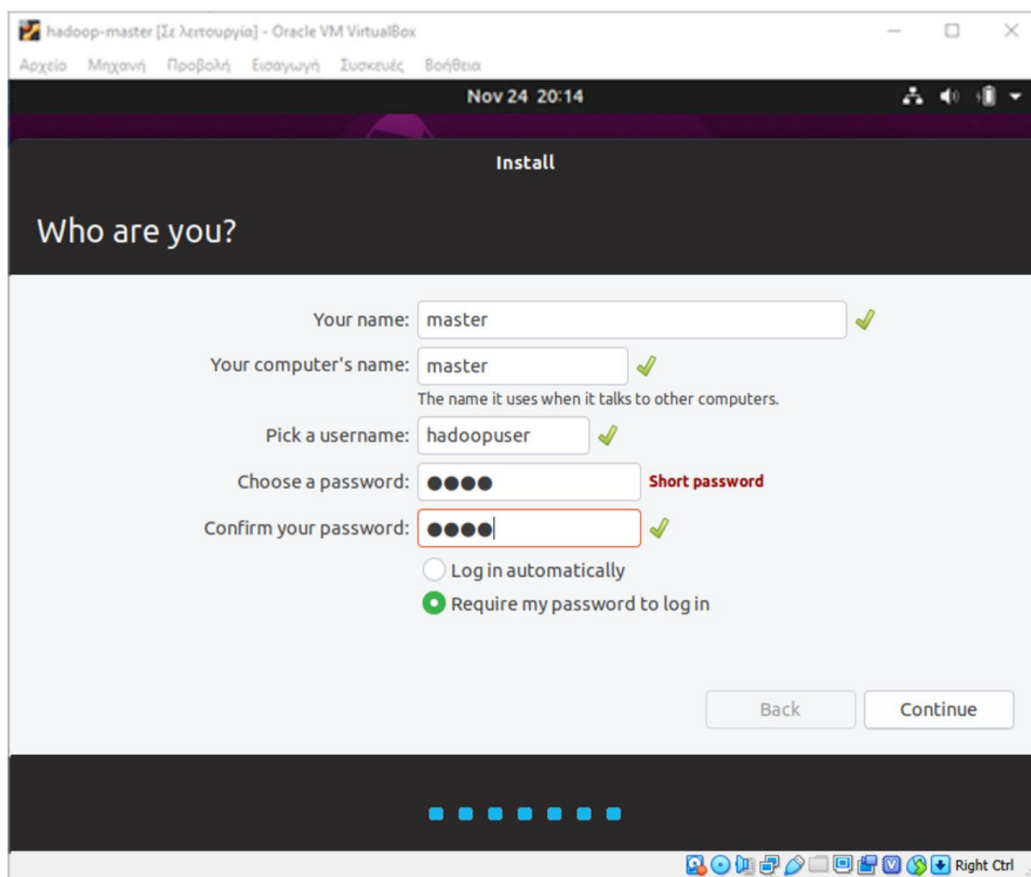 hadoop-master [Σε λειτουργία] - Oracle VM VirtualBox
Αρχείο Μηχανή Προβολή Εισαγωγή Συσκευές Βοήθεια
Nov 24 20:14
Install
Who are you?
Your name: master
Your computer's name: master
The name it uses when it talks to other computers.
Pick a username: hadoopuser
Choose a password: ●●●● Short password
Confirm your password: ●●●●
Log in automatically
Require my password to log in
Back Continue
Right Ctrl